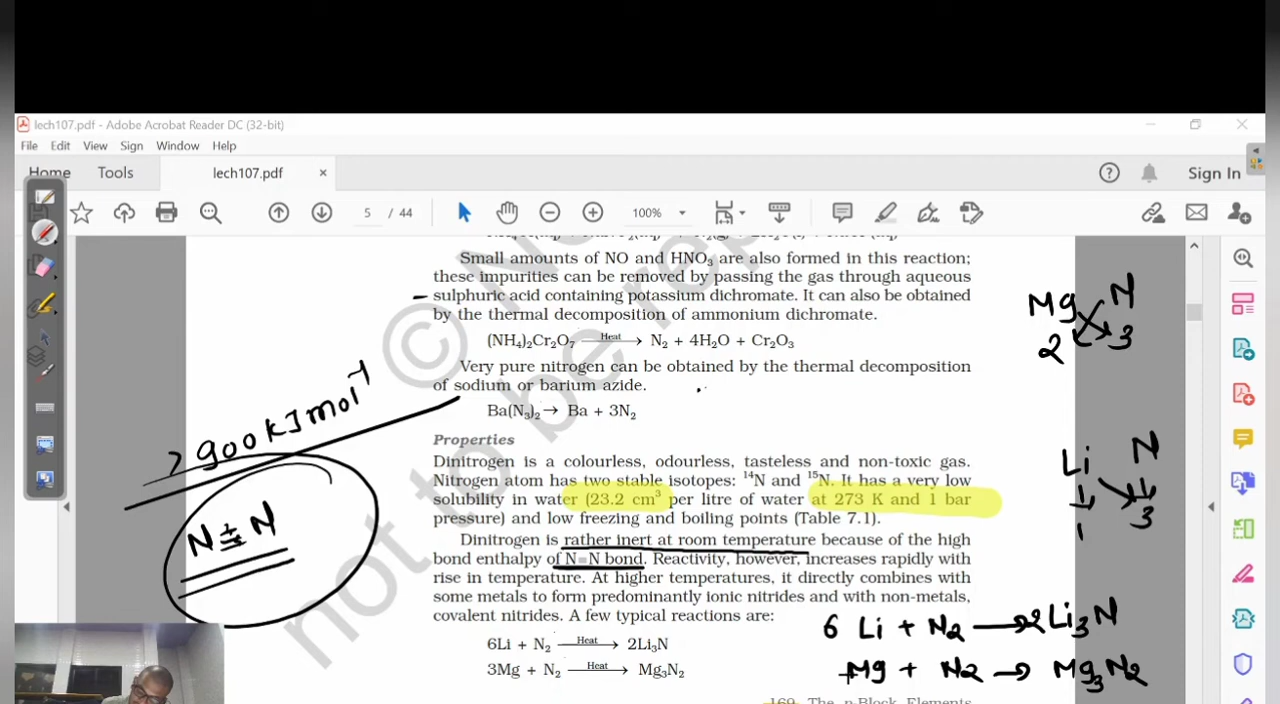 lech107.pdf - Adobe Acrobat Reader DC (32-bit)
File Edit View Sign Window Help
Home Tools lech107.pdf × Sign In
5 / 44 100%
Small amounts of NO and HNO₃ are also formed in this reaction;
these impurities can be removed by passing the gas through aqueous
sulphuric acid containing potassium dichromate. It can also be obtained
by the thermal decomposition of ammonium dichromate.
(NH₄)₂Cr₂O₇ —Heat→ N₂ + 4H₂O + Cr₂O₃
Very pure nitrogen can be obtained by the thermal decomposition
of sodium or barium azide.
Ba(N₃)₂ → Ba + 3N₂
Properties
Dinitrogen is a colourless, odourless, tasteless and non-toxic gas.
Nitrogen atom has two stable isotopes: ¹⁴N and ¹⁵N. It has a very low
solubility in water (23.2 cm³ per litre of water at 273 K and 1 bar
pressure) and low freezing and boiling points (Table 7.1).
Dinitrogen is rather inert at room temperature because of the high
bond enthalpy of N≡N bond. Reactivity, however, increases rapidly with
rise in temperature. At higher temperatures, it directly combines with
some metals to form predominantly ionic nitrides and with non-metals,
covalent nitrides. A few typical reactions are:
6Li + N₂ —Heat→ 2Li₃N
3Mg + N₂ —Heat→ Mg₃N₂
169 The p-Block Elements
© N
not to be rep
900 KJ mol⁻¹
N≡N
Mg N
2 3
Li N
1 3
6 Li + N2 → 2Li3N
Mg + N2 → Mg3N2